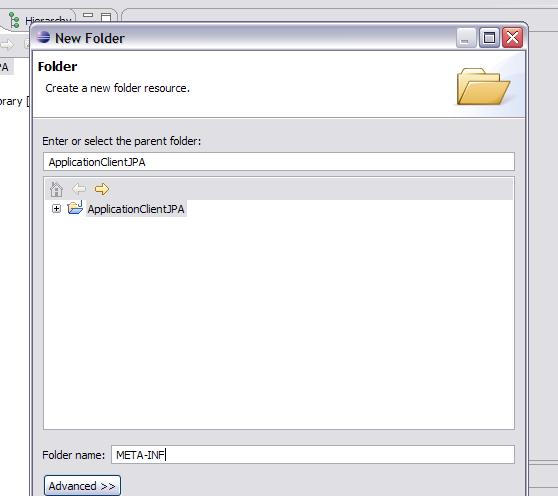 Hierarchy
New Folder
PA
Folder
Create a new folder resource.
rary [
Enter or select the parent folder:
ApplicationClientJPA
ApplicationClientJPA
Folder name:
META-INF
Advanced >>